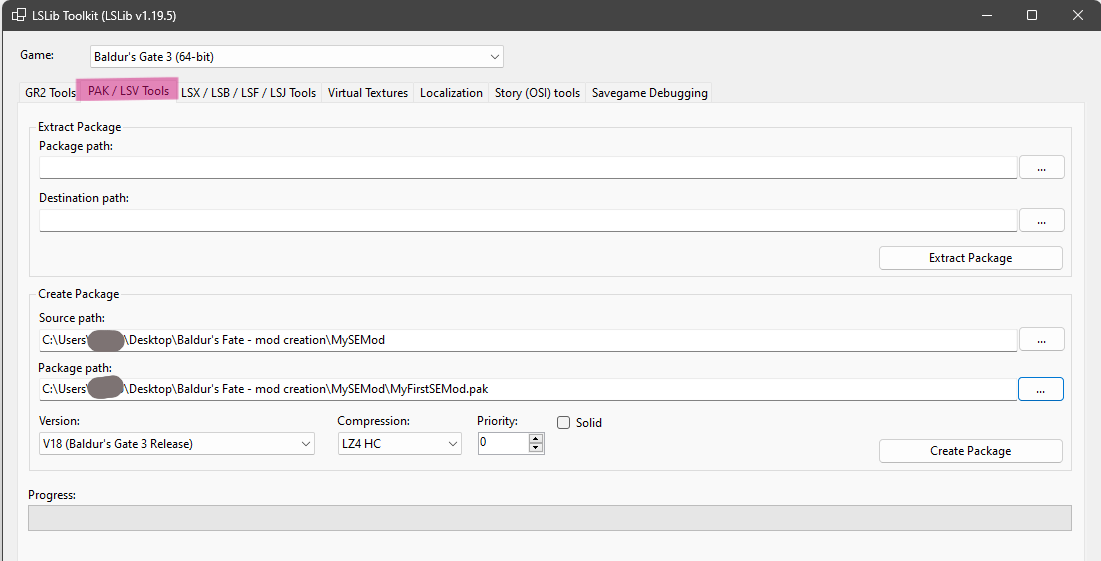 LSLib Toolkit (LSLib v1.19.5)
Game:
Baldur's Gate 3 (64-bit)
GR2 Tools PAK / LSV Tools LSX / LSB / LSF / LSJ Tools Virtual Textures Localization Story (OSI) tools Savegame Debugging
Extract Package
Package path:
...
Destination path:
...
Extract Package
Create Package
Source path:
C:\Users\ \Desktop\Baldur's Fate - mod creation\MySEMod
...
Package path:
C:\Users\ \Desktop\Baldur's Fate - mod creation\MySEMod\MyFirstSEMod.pak
...
Version: Compression: Priority: Solid
V18 (Baldur's Gate 3 Release) LZ4 HC 0
Create Package
Progress: